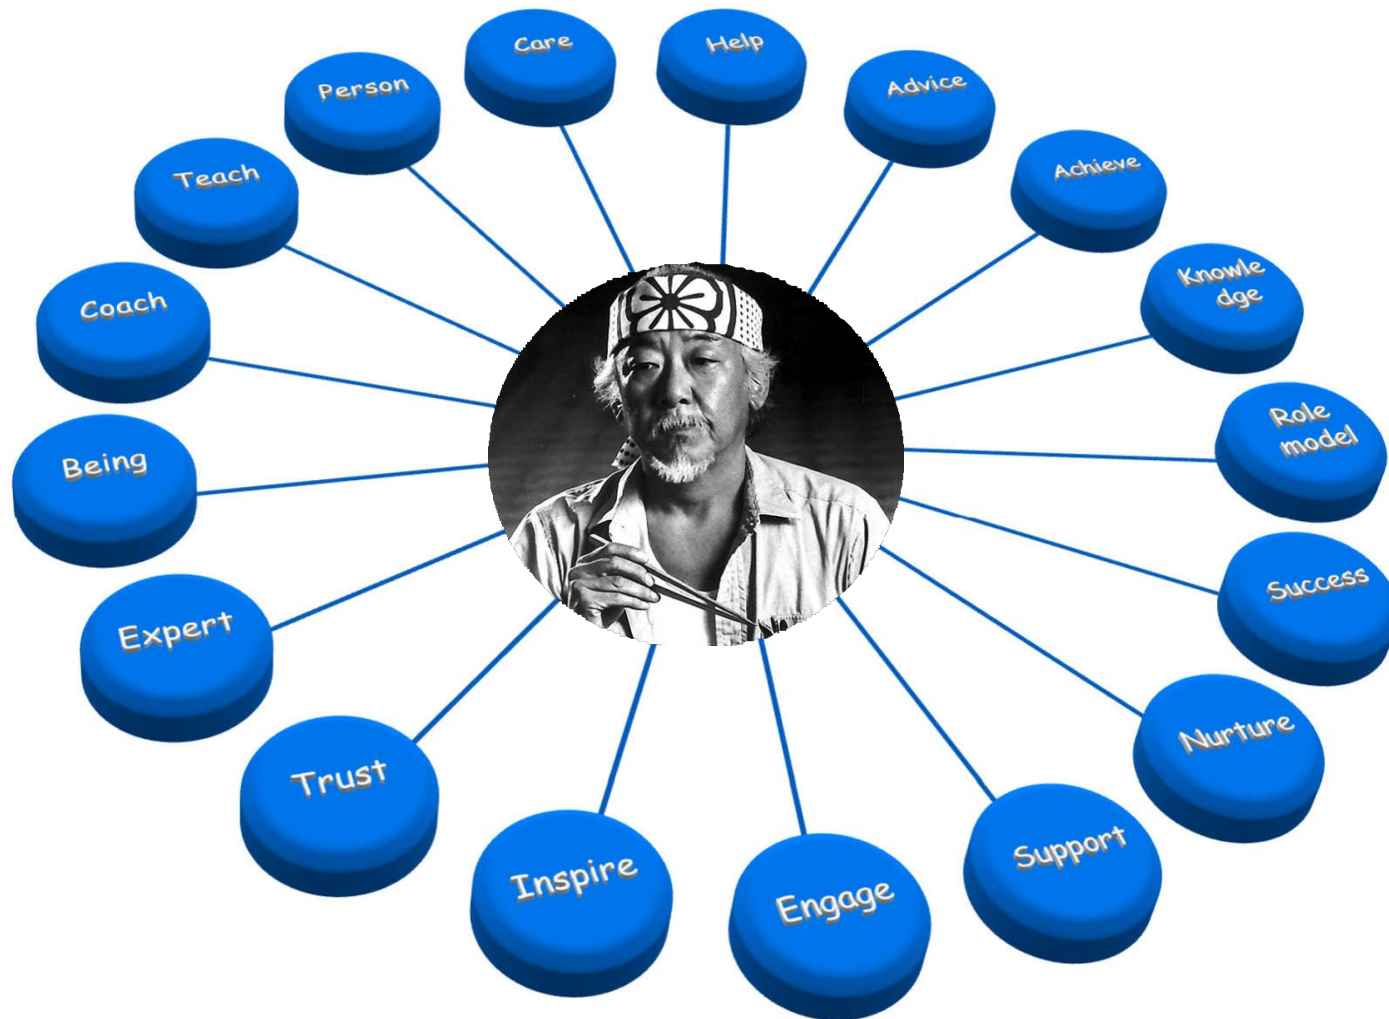 Care
Help
Advice
Achieve
Knowle
dge
Role
model
Success
Nurture
Support
Engage
Inspire
Trust
Expert
Being
Coach
Teach
Person